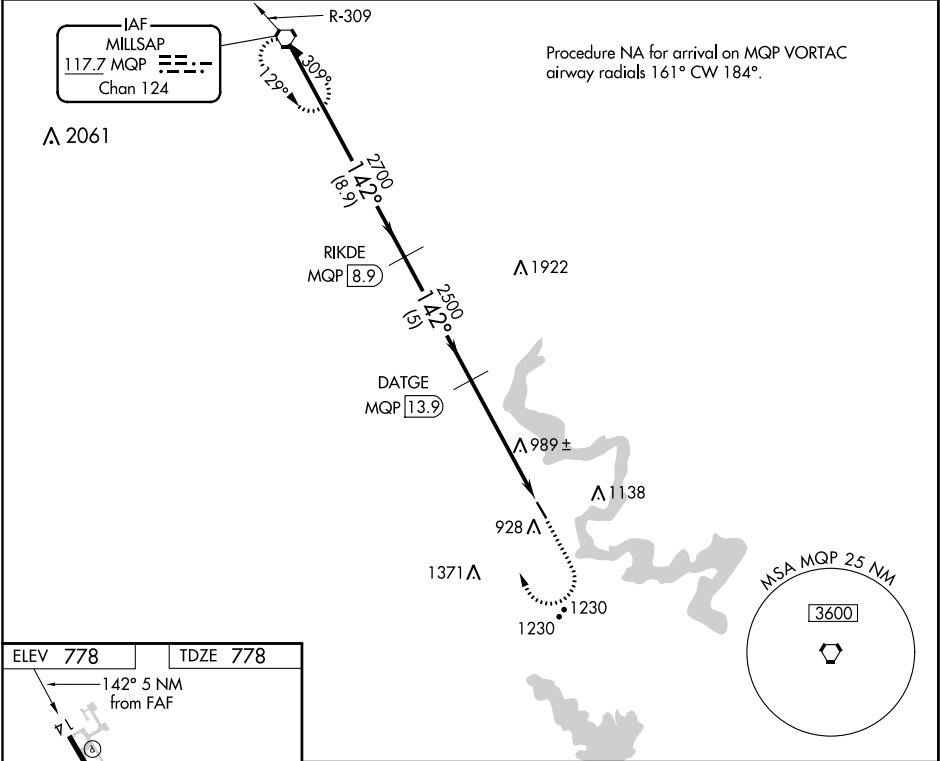 R-309
IAF
MILLSAP
117.7 MQP
Chan 124
Procedure NA for arrival on MQP VORTAC
airway radials 161° CW 184°.
309°
129°
2061
2700
142°
(8.9)
RIKDE
MQP 8.9
1922
2500
142°
(5)
DATGE
MQP 13.9
989 ±
1138
928
1371
1230
1230
MSA MQP 25 NM
3600
ELEV 778
TDZE 778
142° 5 NM
from FAF
14
P